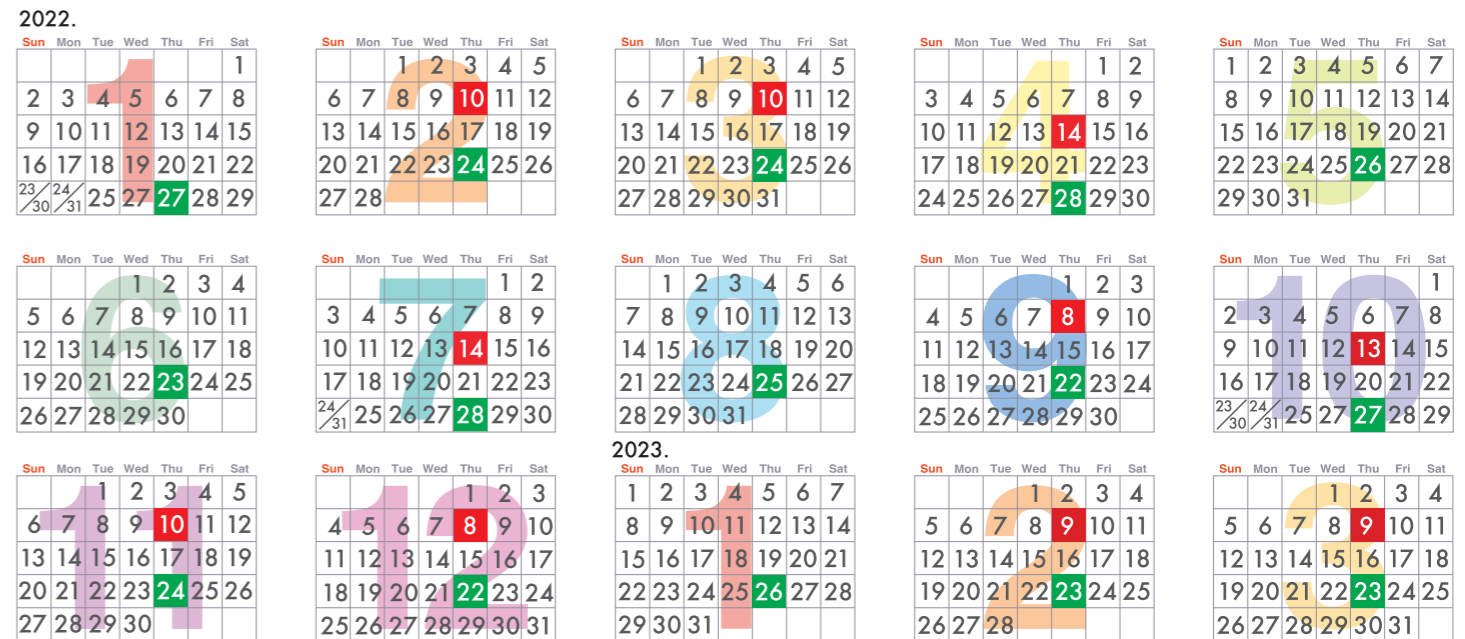 2022.
1
Sun Mon Tue Wed Thu Fri Sat
1
2 3 4 5 6 7 8
9 10 11 12 13 14 15
16 17 18 19 20 21 22
23/30 24/31 25 27 27 28 29
2
Sun Mon Tue Wed Thu Fri Sat
1 2 3 4 5
6 7 8 9 10 11 12
13 14 15 16 17 18 19
20 21 22 23 24 25 26
27 28
3
Sun Mon Tue Wed Thu Fri Sat
1 2 3 4 5
6 7 8 9 10 11 12
13 14 15 16 17 18 19
20 21 22 23 24 25 26
27 28 29 30 31
4
Sun Mon Tue Wed Thu Fri Sat
1 2
3 4 5 6 7 8 9
10 11 12 13 14 15 16
17 18 19 20 21 22 23
24 25 26 27 28 29 30
5
Sun Mon Tue Wed Thu Fri Sat
1 2 3 4 5 6 7
8 9 10 11 12 13 14
15 16 17 18 19 20 21
22 23 24 25 26 27 28
29 30 31
6
Sun Mon Tue Wed Thu Fri Sat
1 2 3 4
5 6 7 8 9 10 11
12 13 14 15 16 17 18
19 20 21 22 23 24 25
26 27 28 29 30
7
Sun Mon Tue Wed Thu Fri Sat
1 2
3 4 5 6 7 8 9
10 11 12 13 14 15 16
17 18 19 20 21 22 23
24/31 25 26 27 28 29 30
8
Sun Mon Tue Wed Thu Fri Sat
1 2 3 4 5 6
7 8 9 10 11 12 13
14 15 16 17 18 19 20
21 22 23 24 25 26 27
28 29 30 31
9
Sun Mon Tue Wed Thu Fri Sat
1 2 3
4 5 6 7 8 9 10
11 12 13 14 15 16 17
18 19 20 21 22 23 24
25 26 27 28 29 30
10
Sun Mon Tue Wed Thu Fri Sat
1
2 3 4 5 6 7 8
9 10 11 12 13 14 15
16 17 18 19 20 21 22
23/30 24/31 25 27 27 28 29
11
Sun Mon Tue Wed Thu Fri Sat
1 2 3 4 5
6 7 8 9 10 11 12
13 14 15 16 17 18 19
20 21 22 23 24 25 26
27 28 29 30
12
Sun Mon Tue Wed Thu Fri Sat
1 2 3
4 5 6 7 8 9 10
11 12 13 14 15 16 17
18 19 20 21 22 23 24
25 26 27 28 29 30 31
2023.
1
Sun Mon Tue Wed Thu Fri Sat
1 2 3 4 5 6 7
8 9 10 11 12 13 14
15 16 17 18 19 20 21
22 23 24 25 26 27 28
29 30 31
2
Sun Mon Tue Wed Thu Fri Sat
1 2 3 4
5 6 7 8 9 10 11
12 13 14 15 16 17 18
19 20 21 22 23 24 25
26 27 28
3
Sun Mon Tue Wed Thu Fri Sat
1 2 3 4
5 6 7 8 9 10 11
12 13 14 15 16 17 18
19 20 21 22 23 24 25
26 27 28 29 30 31